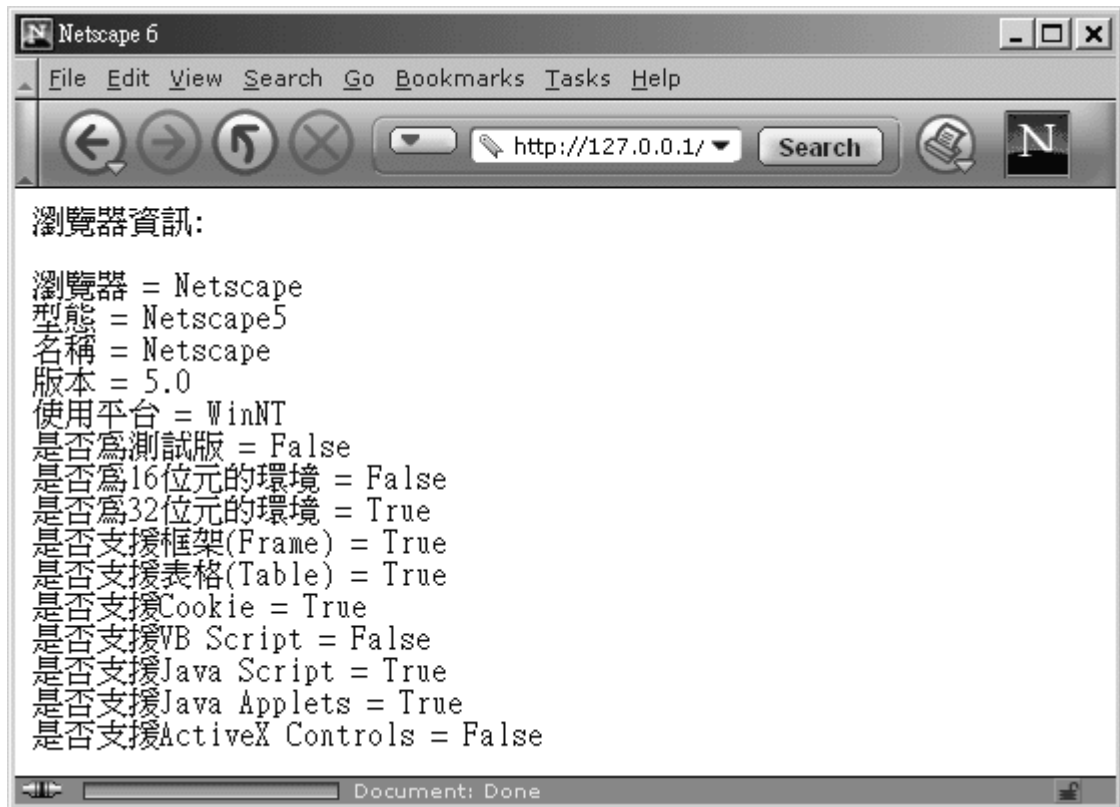 Netscape 6
File Edit View Search Go Bookmarks Tasks Help
http://127.0.0.1/ Search N
瀏覽器資訊:
瀏覽器 = Netscape
型態 = Netscape5
名稱 = Netscape
版本 = 5.0
使用平台 = WinNT
是否為測試版 = False
是否為16位元的環境 = False
是否為32位元的環境 = True
是否支援框架(Frame) = True
是否支援表格(Table) = True
是否支援Cookie = True
是否支援VB Script = False
是否支援Java Script = True
是否支援Java Applets = True
是否支援ActiveX Controls = False
Document: Done